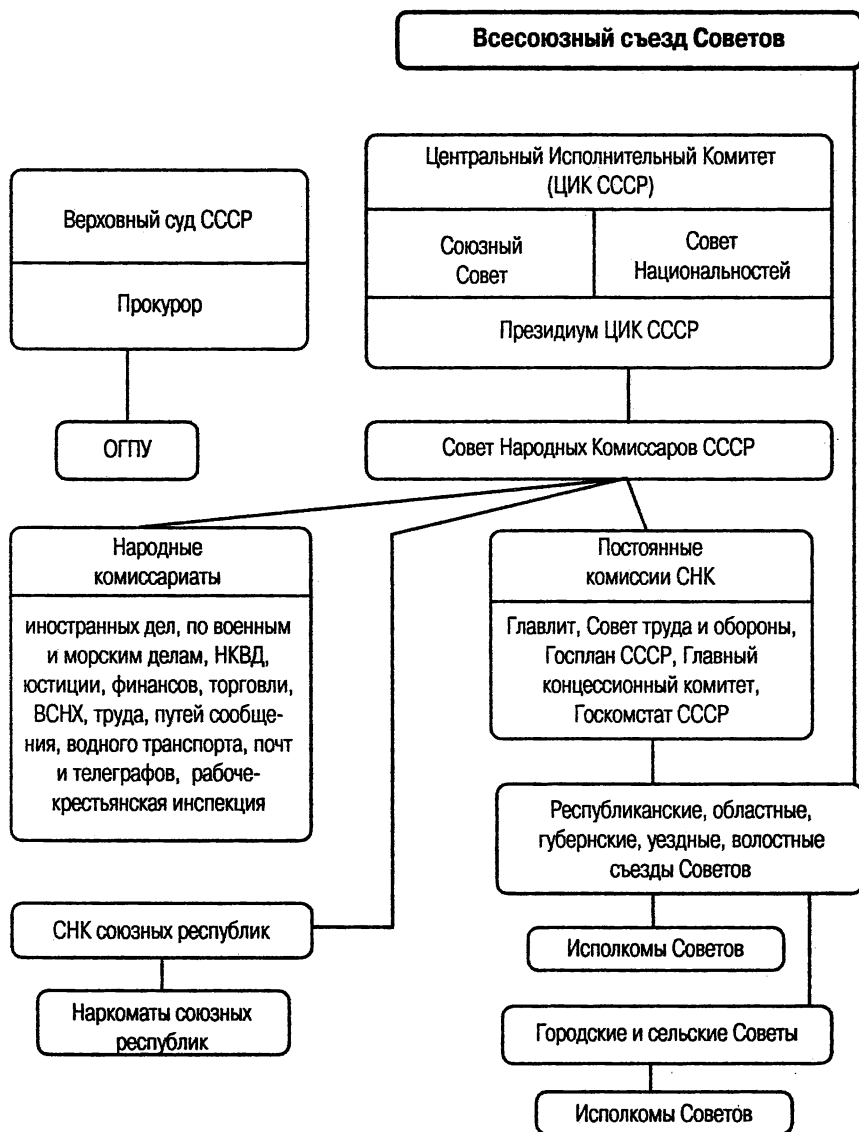 Всесоюзный съезд Советов
Центральный Исполнительный Комитет
(ЦИК СССР)
Союзный
Совет
Совет
Национальностей
Президиум ЦИК СССР
Верховный суд СССР
Прокурор
ОГПУ
Совет Народных Комиссаров СССР
Народные
комиссариаты
иностранных дел, по военным
и морским делам, НКВД,
юстиции, финансов, торговли,
ВСНХ, труда, путей сообще-
ния, водного транспорта, почт
и телеграфов, рабоче-
крестьянская инспекция
Постоянные
комиссии СНК
Главлит, Совет труда и обороны,
Госплан СССР, Главный
концессионный комитет,
Госкомстат СССР
Республиканские, областные,
губернские, уездные, волостные
съезды Советов
Исполкомы Советов
СНК союзных республик
Наркоматы союзных
республик
Городские и сельские Советы
Исполкомы Советов